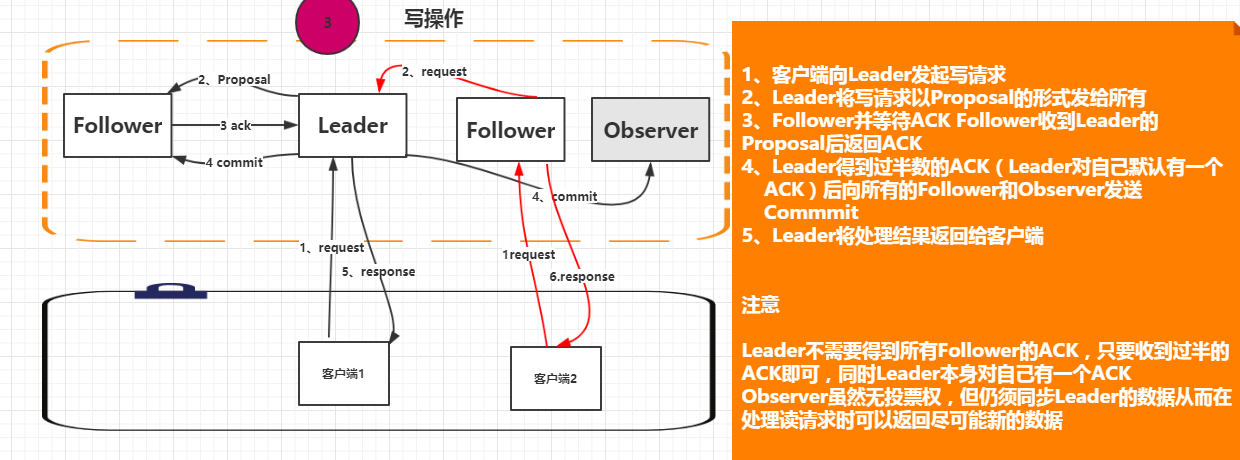 3
写操作
2、Proposal
2、request
Follower
3 ack
Leader
Follower
Observer
4 commit
4、commit
1、request
5、response
1request
6.response
客户端1
客户端2
1、客户端向Leader发起写请求
2、Leader将写请求以Proposal的形式发给所有
3、Follower并等待ACK Follower收到Leader的
Proposal后返回ACK
4、Leader得到过半数的ACK（Leader对自己默认有一个
ACK）后向所有的Follower和Observer发送
Commmit
5、Leader将处理结果返回给客户端
注意
Leader不需要得到所有Follower的ACK，只要收到过半的
ACK即可，同时Leader本身对自己有一个ACK
Observer虽然无投票权，但仍须同步Leader的数据从而在
处理读请求时可以返回尽可能新的数据